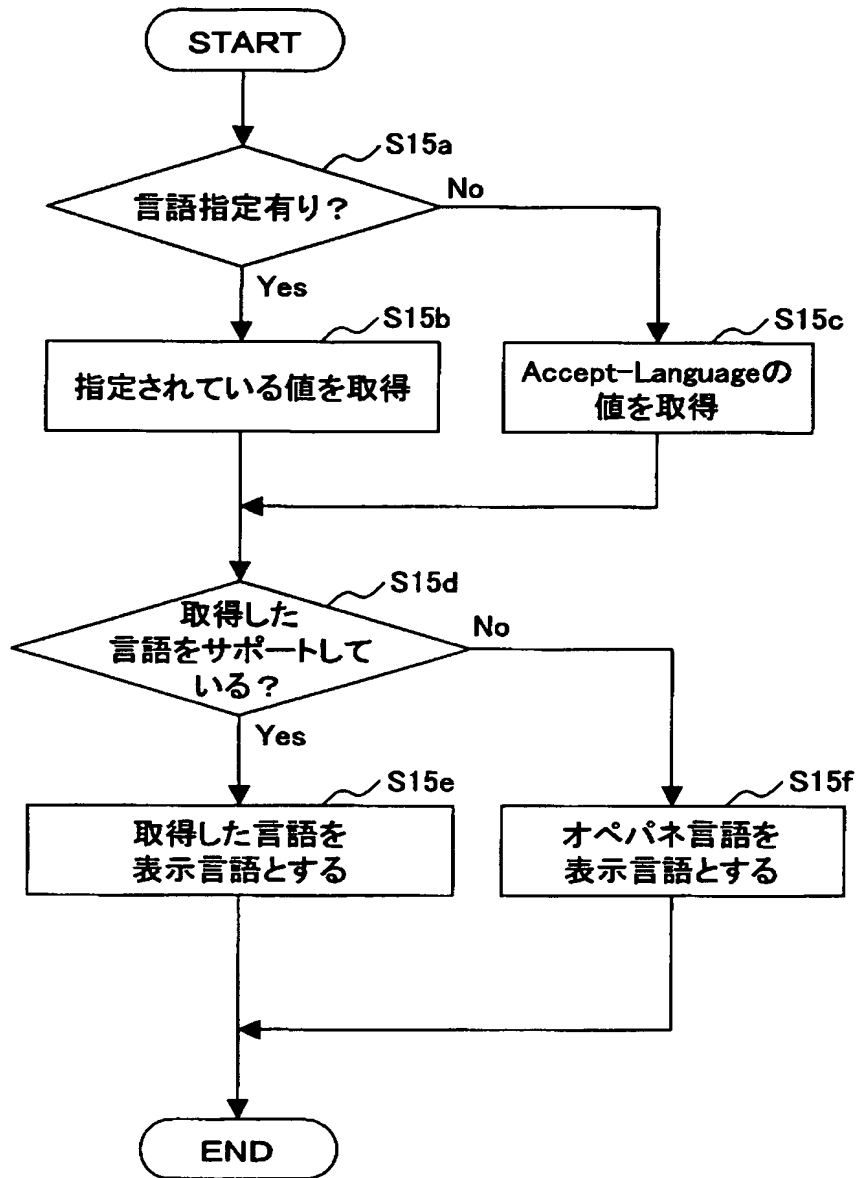 START
S15a
言語指定有り？
No
Yes
S15b
S15c
指定されている値を取得
Accept-Languageの
値を取得
S15d
取得した
言語をサポートして
いる？
No
Yes
S15e
S15f
取得した言語を
表示言語とする
オペパネ言語を
表示言語とする
END